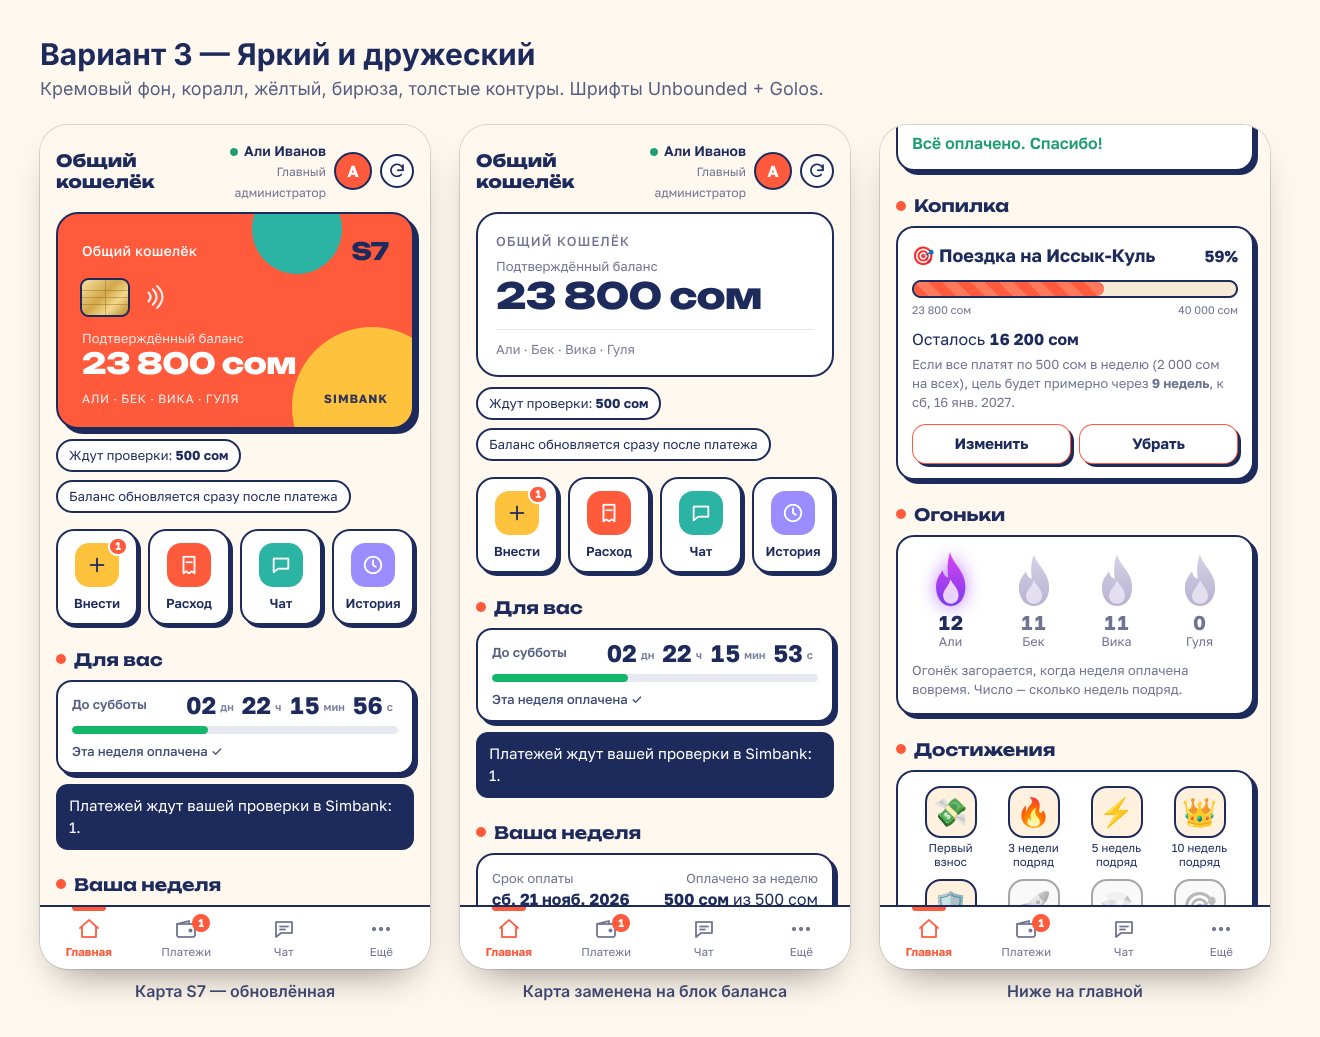 Вариант 3 — Яркий и дружеский
Кремовый фон, коралл, жёлтый, бирюза, толстые контуры. Шрифты Unbounded + Golos.
Общий
кошелёк
Али Иванов
Главный
администратор
А
Общий кошелёк
S7
Подтверждённый баланс
23 800 сом
АЛИ · БЕК · ВИКА · ГУЛЯ
SIMBANK
Ждут проверки: 500 сом
Баланс обновляется сразу после платежа
1
Внести
Расход
Чат
История
Для вас
До субботы
02 дн 22 ч 15 мин 56 с
Эта неделя оплачена ✓
Платежей ждут вашей проверки в Simbank:
1.
Ваша неделя
1
Главная
Платежи
Чат
Ещё
Карта S7 — обновлённая
Общий
кошелёк
Али Иванов
Главный
администратор
А
ОБЩИЙ КОШЕЛЁК
Подтверждённый баланс
23 800 сом
Али · Бек · Вика · Гуля
Ждут проверки: 500 сом
Баланс обновляется сразу после платежа
1
Внести
Расход
Чат
История
Для вас
До субботы
02 дн 22 ч 15 мин 53 с
Эта неделя оплачена ✓
Платежей ждут вашей проверки в Simbank:
1.
Ваша неделя
Срок оплаты
Оплачено за неделю
сб, 21 нояб. 2026
500 сом из 500 сом
1
Главная
Платежи
Чат
Ещё
Карта заменена на блок баланса
Всё оплачено. Спасибо!
Копилка
Поездка на Иссык-Куль
59%
23 800 сом
40 000 сом
Осталось 16 200 сом
Если все платят по 500 сом в неделю (2 000 сом
на всех), цель будет примерно через 9 недель, к
сб, 16 янв. 2027.
Изменить
Убрать
Огоньки
12
11
11
0
Али
Бек
Вика
Гуля
Огонёк загорается, когда неделя оплачена
вовремя. Число — сколько недель подряд.
Достижения
Первый
взнос
3 недели
подряд
5 недель
подряд
10 недель
подряд
1
Главная
Платежи
Чат
Ещё
Ниже на главной